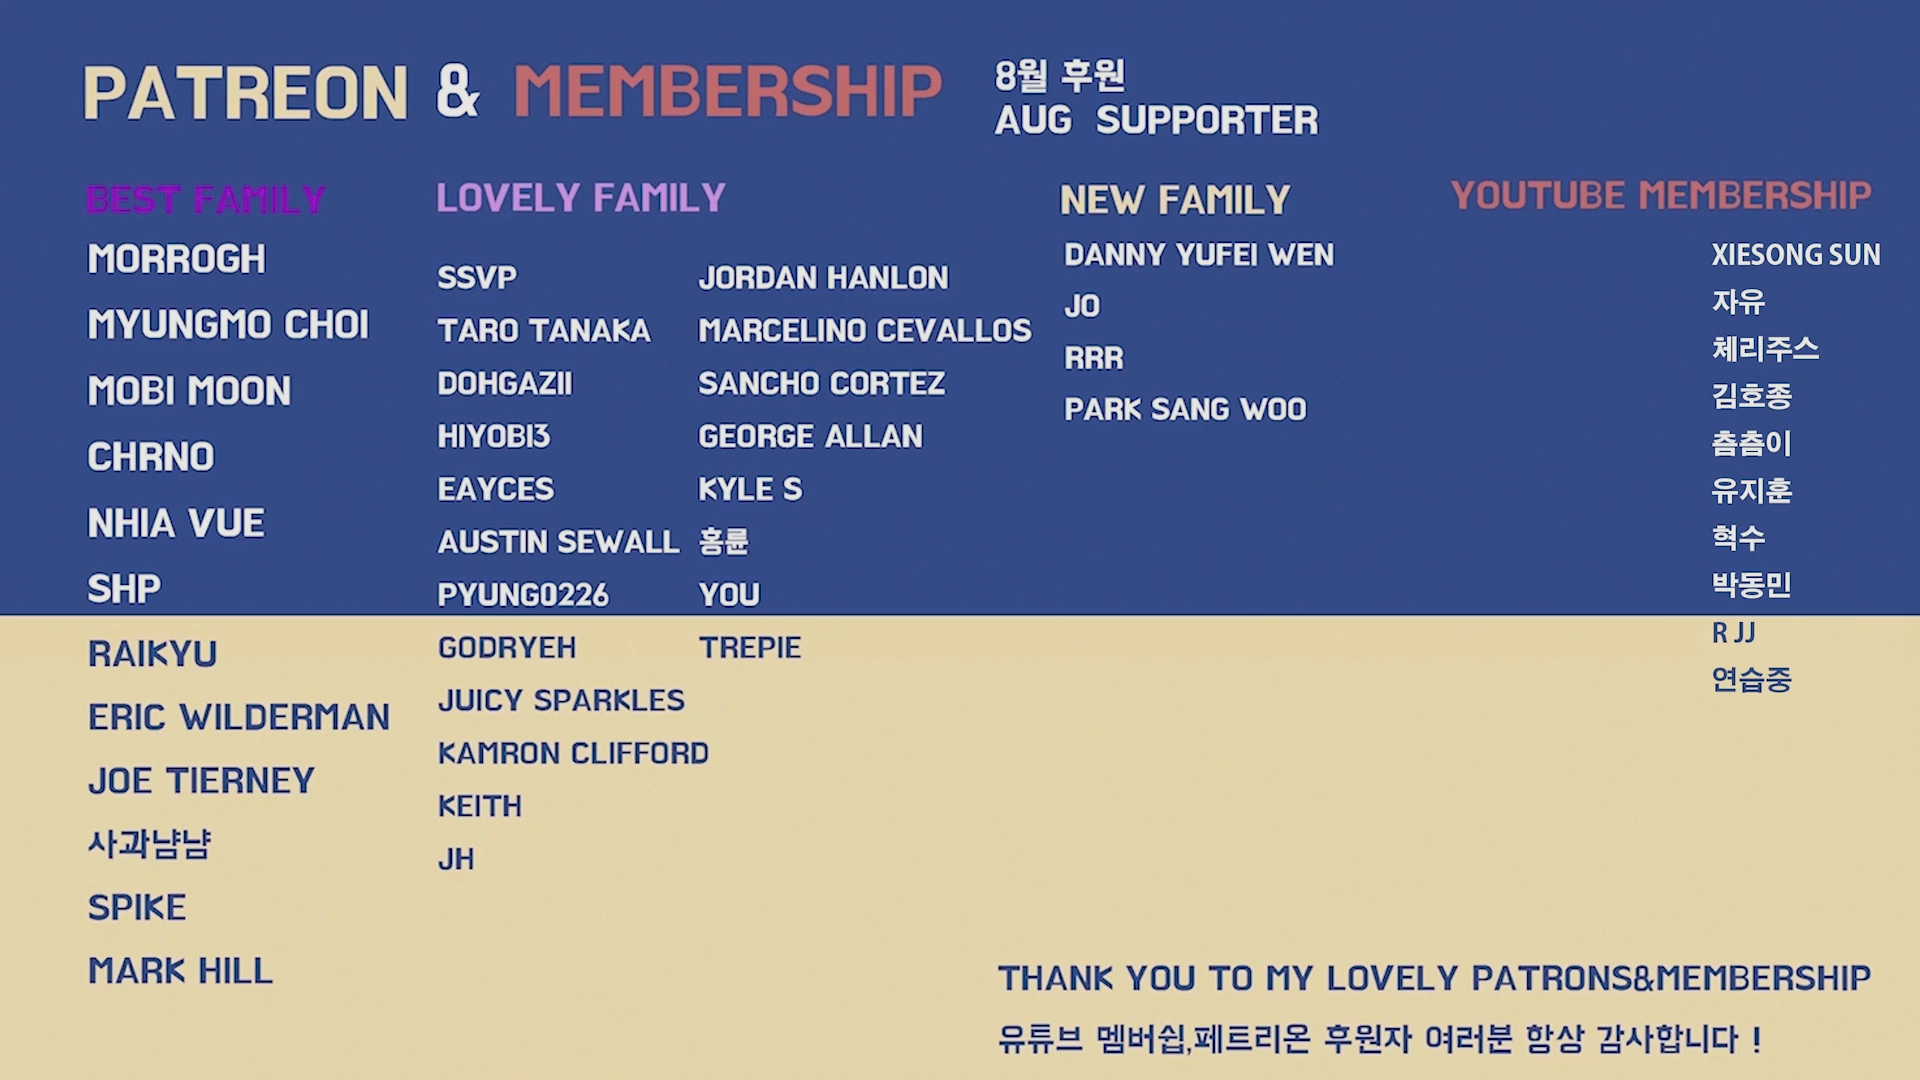 PATREON & MEMBERSHIP
8월 후원
AUG SUPPORTER
BEST FAMILY
MORROGH
MYUNGMO CHOI
MOBI MOON
CHRNO
NHIA VUE
SHP
RAIKYU
ERIC WILDERMAN
JOE TIERNEY
사과냠냠
SPIKE
MARK HILL
LOVELY FAMILY
SSVP
TARO TANAKA
DOHGAZII
HIYOBI3
EAYCES
AUSTIN SEWALL
PYUNG0226
GODRYEH
JUICY SPARKLES
KAMRON CLIFFORD
KEITH
JH
JORDAN HANLON
MARCELINO CEVALLOS
SANCHO CORTEZ
GEORGE ALLAN
KYLE S
홍륜
YOU
TREPIE
NEW FAMILY
DANNY YUFEI WEN
JO
RRR
PARK SANG WOO
YOUTUBE MEMBERSHIP
XIESONG SUN
자유
체리주스
김호종
츰츰이
유지훈
혁수
박동민
R JJ
연습중
THANK YOU TO MY LOVELY PATRONS&MEMBERSHIP
유튜브 멤버쉽,페트리온 후원자 여러분 항상 감사합니다 !